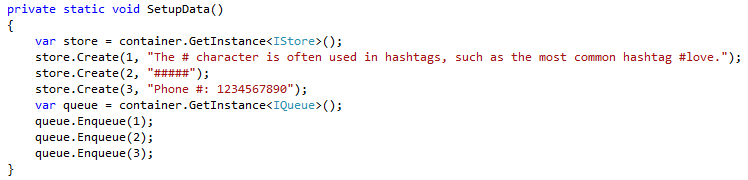 private static void SetupData()
{
    var store = container.GetInstance<IStore>();
    store.Create(1, "The # character is often used in hashtags, such as the most common hashtag #love.");
    store.Create(2, "#####");
    store.Create(3, "Phone #: 1234567890");
    var queue = container.GetInstance<IQueue>();
    queue.Enqueue(1);
    queue.Enqueue(2);
    queue.Enqueue(3);
}